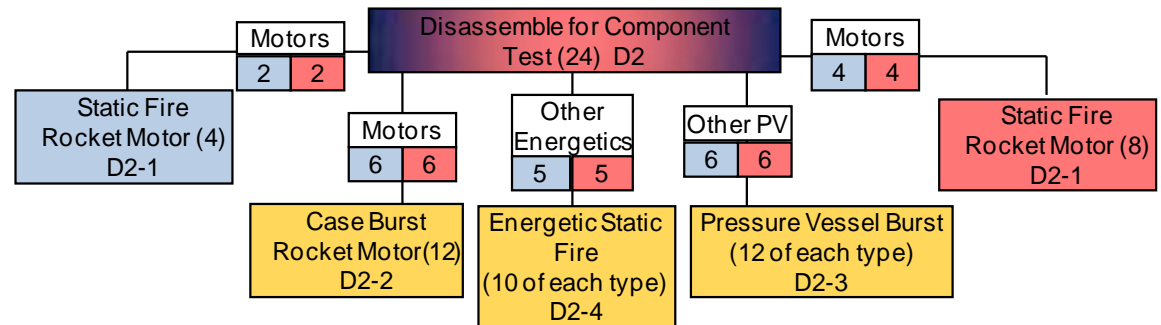 Disassemble for Component
Test (24) D2
Motors
2 2
Static Fire
Rocket Motor (4)
D2-1
Motors
6 6
Case Burst
Rocket Motor(12)
D2-2
Other
Energetics
5 5
Energetic Static
Fire
(10 of each type)
D2-4
Other PV
6 6
Pressure Vessel Burst
(12 of each type)
D2-3
Motors
4 4
Static Fire
Rocket Motor (8)
D2-1